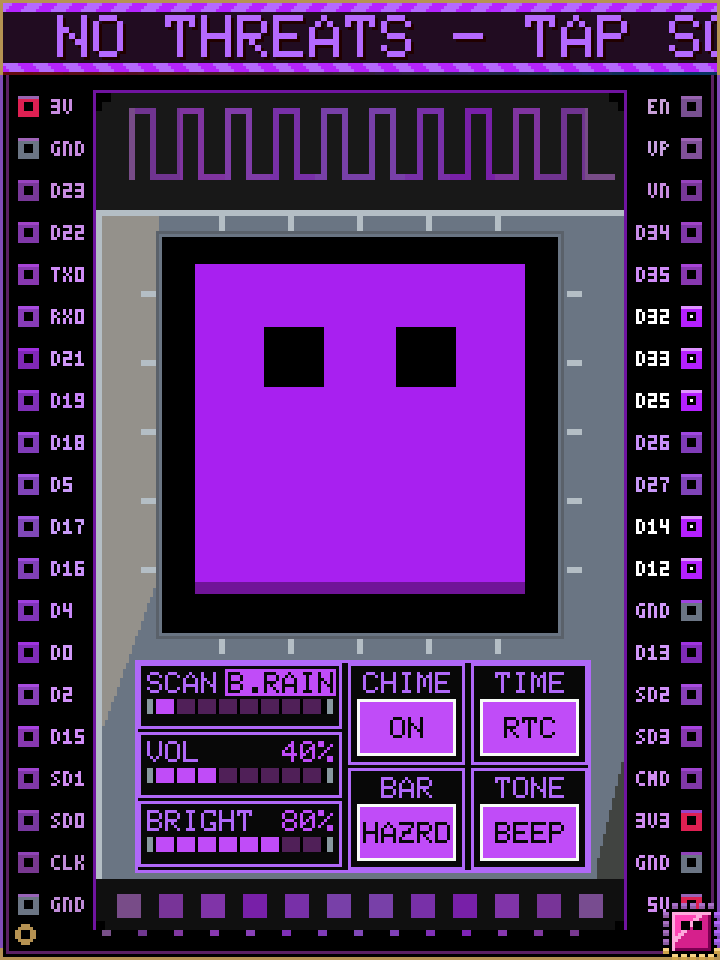 NO THREATS - TAP
3V
GND
D23
D22
TX0
RX0
D21
D19
D18
D5
D17
D16
D4
D0
D2
D15
SD1
SD0
CLK
GND
EN
VP
VN
D34
D35
D32
D33
D25
D26
D27
D14
D12
GND
D13
SD2
SD3
CMD
3V3
GND
5V
SCAN B.RAIN
VOL 40%
BRIGHT 80%
CHIME
ON
TIME
RTC
BAR
HAZRD
TONE
BEEP